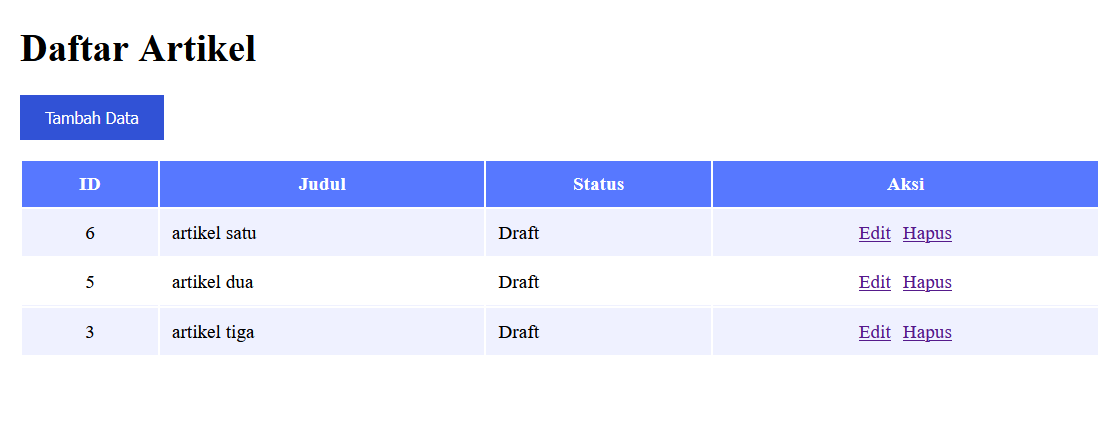 Daftar Artikel
Tambah Data
ID Judul Status Aksi
6 artikel satu Draft Edit Hapus
5 artikel dua Draft Edit Hapus
3 artikel tiga Draft Edit Hapus